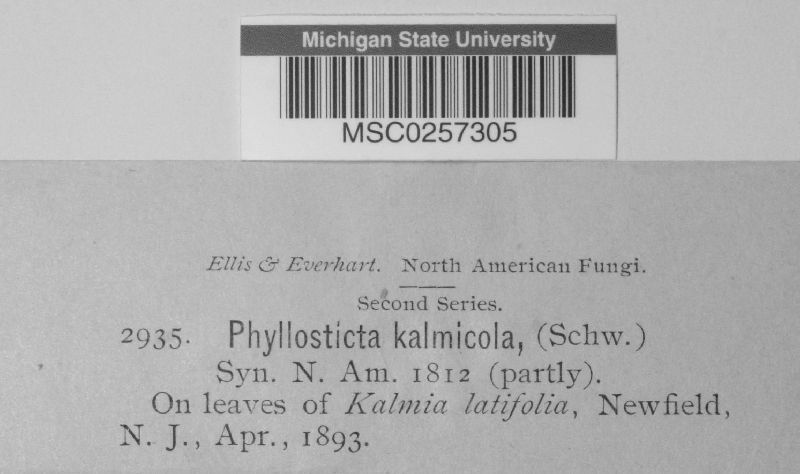 Michigan State University
MSC0257305
Ellis & Everhart. North American Fungi.
Second Series.
2935. Phyllosticta kalmicola, (Schw.)
Syn. N. Am. 1812 (partly).
On leaves of Kalmia latifolia, Newfield,
N. J., Apr., 1893.